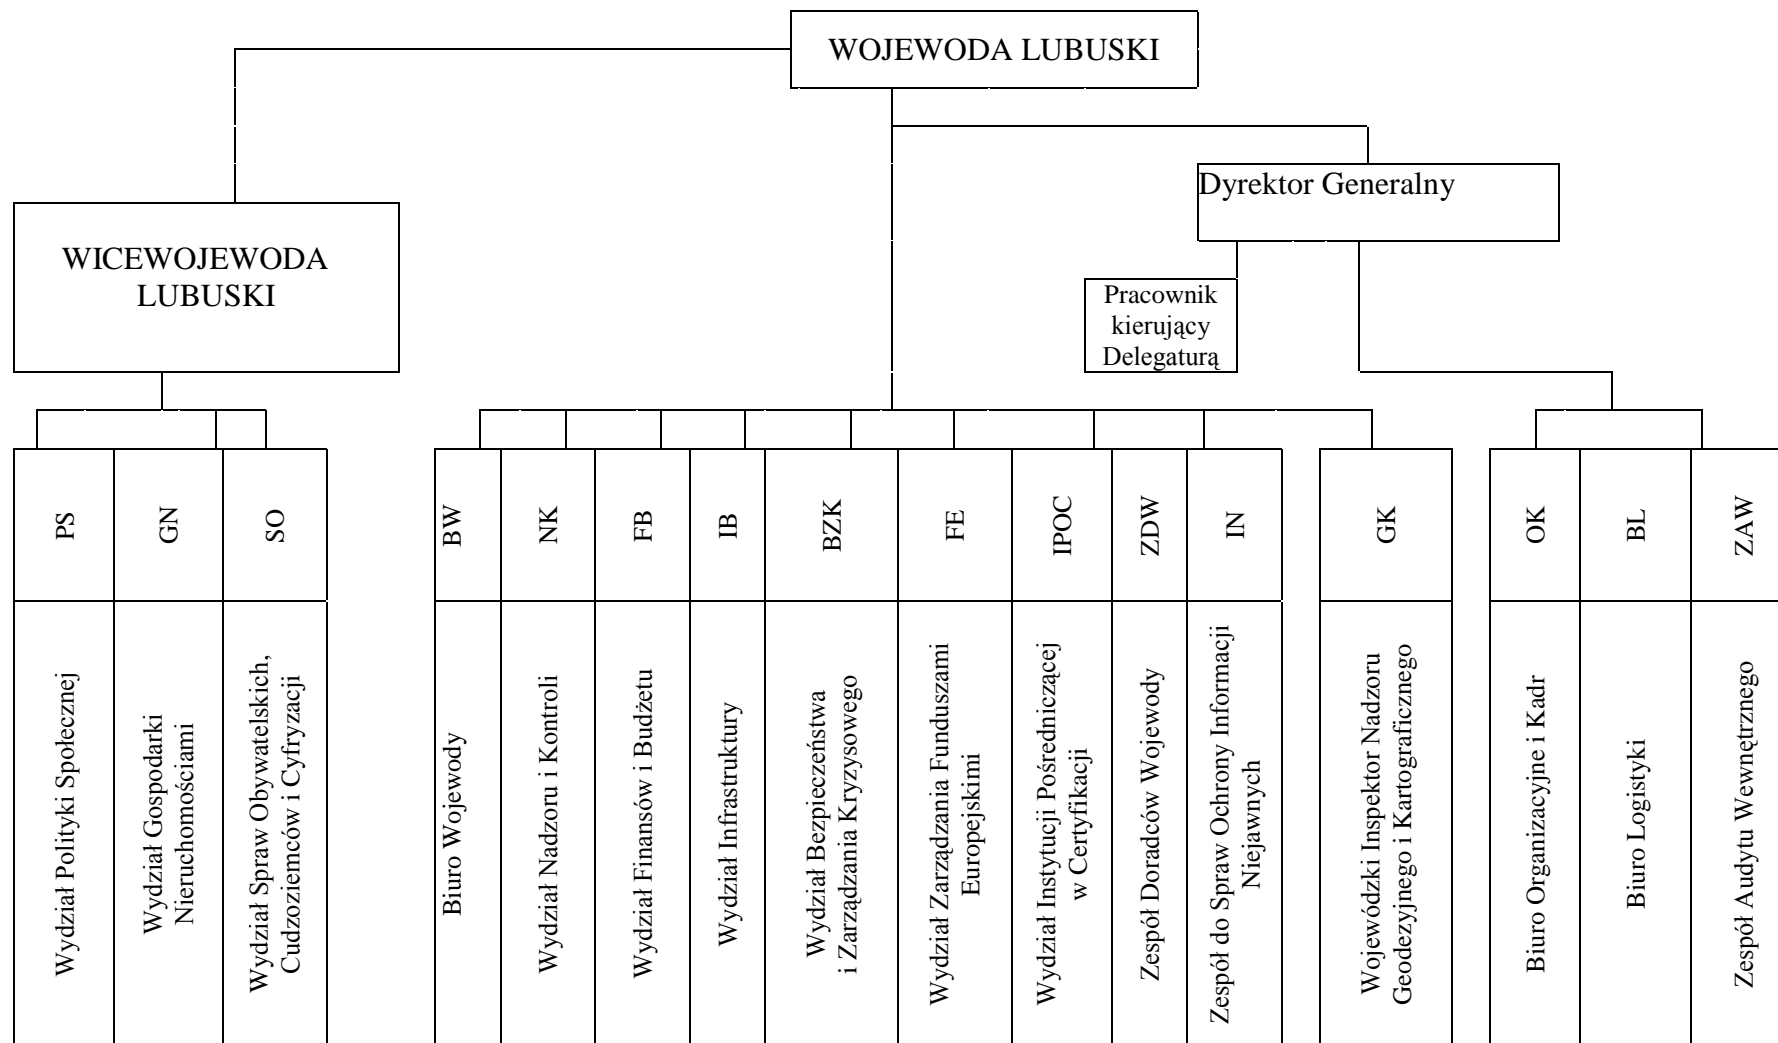 WOJEWODA LUBUSKI
Dyrektor Generalny
WICEWOJEWODA
LUBUSKI
Pracownik
kierujący
Delegaturą
PS
GN
SO
BW
NK
FB
IB
BZK
FE
IPOC
ZDW
IN
GK
OK
BL
ZAW
Wydział Polityki Społecznej
Wydział Gospodarki
Nieruchomościami
Wydział Spraw Obywatelskich,
Cudzoziemców i Cyfryzacji
Biuro Wojewody
Wydział Nadzoru i Kontroli
Wydział Finansów i Budżetu
Wydział Infrastruktury
Wydział Bezpieczeństwa
i Zarządzania Kryzysowego
Wydział Zarządzania Funduszami
Europejskimi
Wydział Instytucji Pośredniczącej
w Certyfikacji
Zespół Doradców Wojewody
Zespół do Spraw Ochrony Informacji
Niejawnych
Wojewódzki Inspektor Nadzoru
Geodezyjnego i Kartograficznego
Biuro Organizacyjne i Kadr
Biuro Logistyki
Zespół Audytu Wewnętrznego